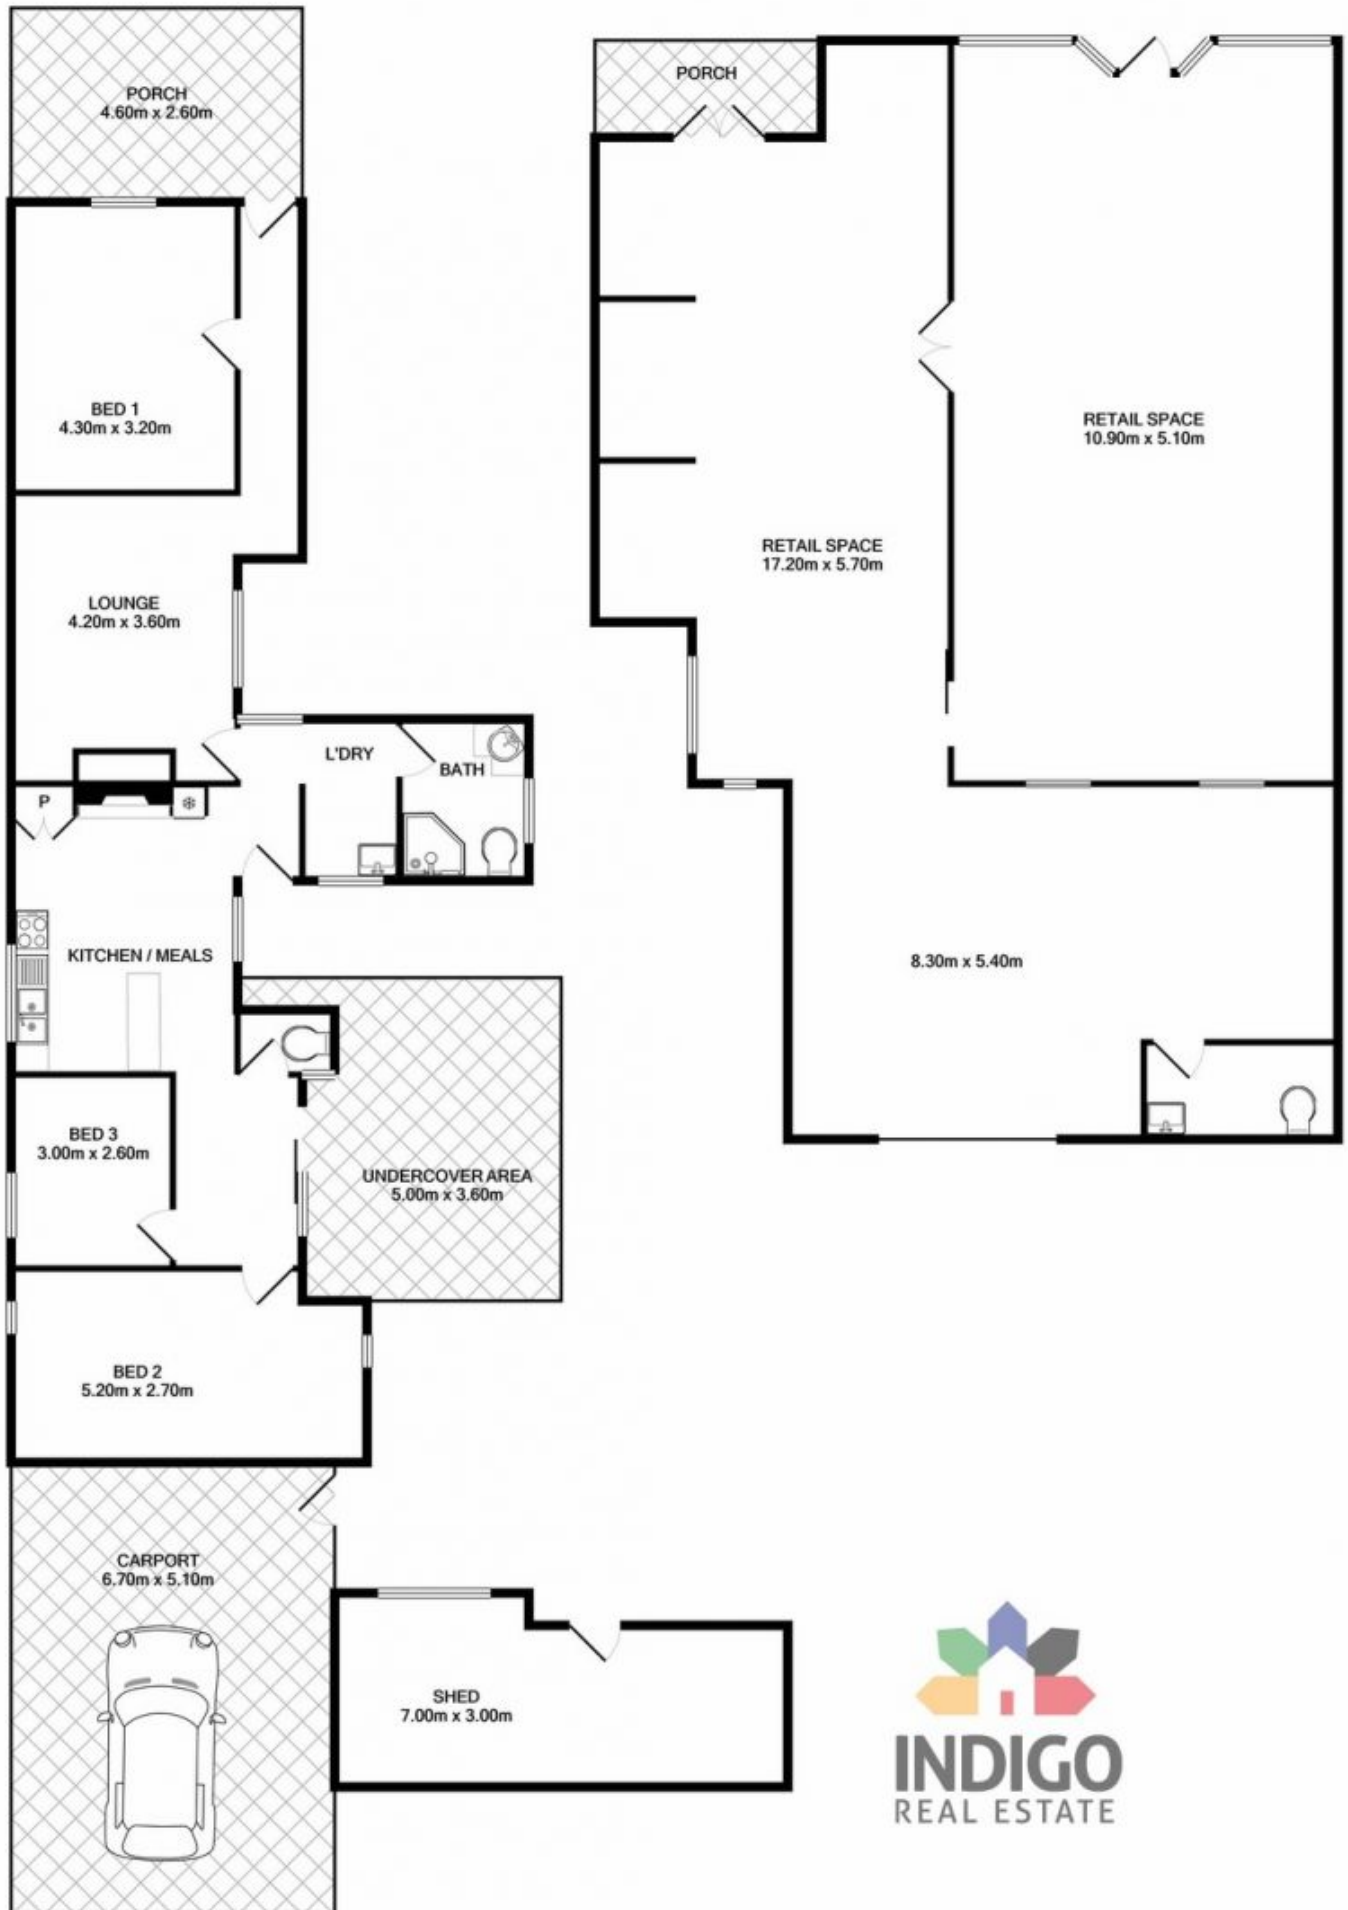 PORCH
4.60m x 2.60m
BED 1
4.30m x 3.20m
LOUNGE
4.20m x 3.60m
L'DRY
BATH
P
KITCHEN / MEALS
BED 3
3.00m x 2.60m
UNDERCOVER AREA
5.00m x 3.60m
BED 2
5.20m x 2.70m
CARPORT
6.70m x 5.10m
SHED
7.00m x 3.00m
PORCH
RETAIL SPACE
10.90m x 5.10m
RETAIL SPACE
17.20m x 5.70m
8.30m x 5.40m
INDIGO
REAL ESTATE